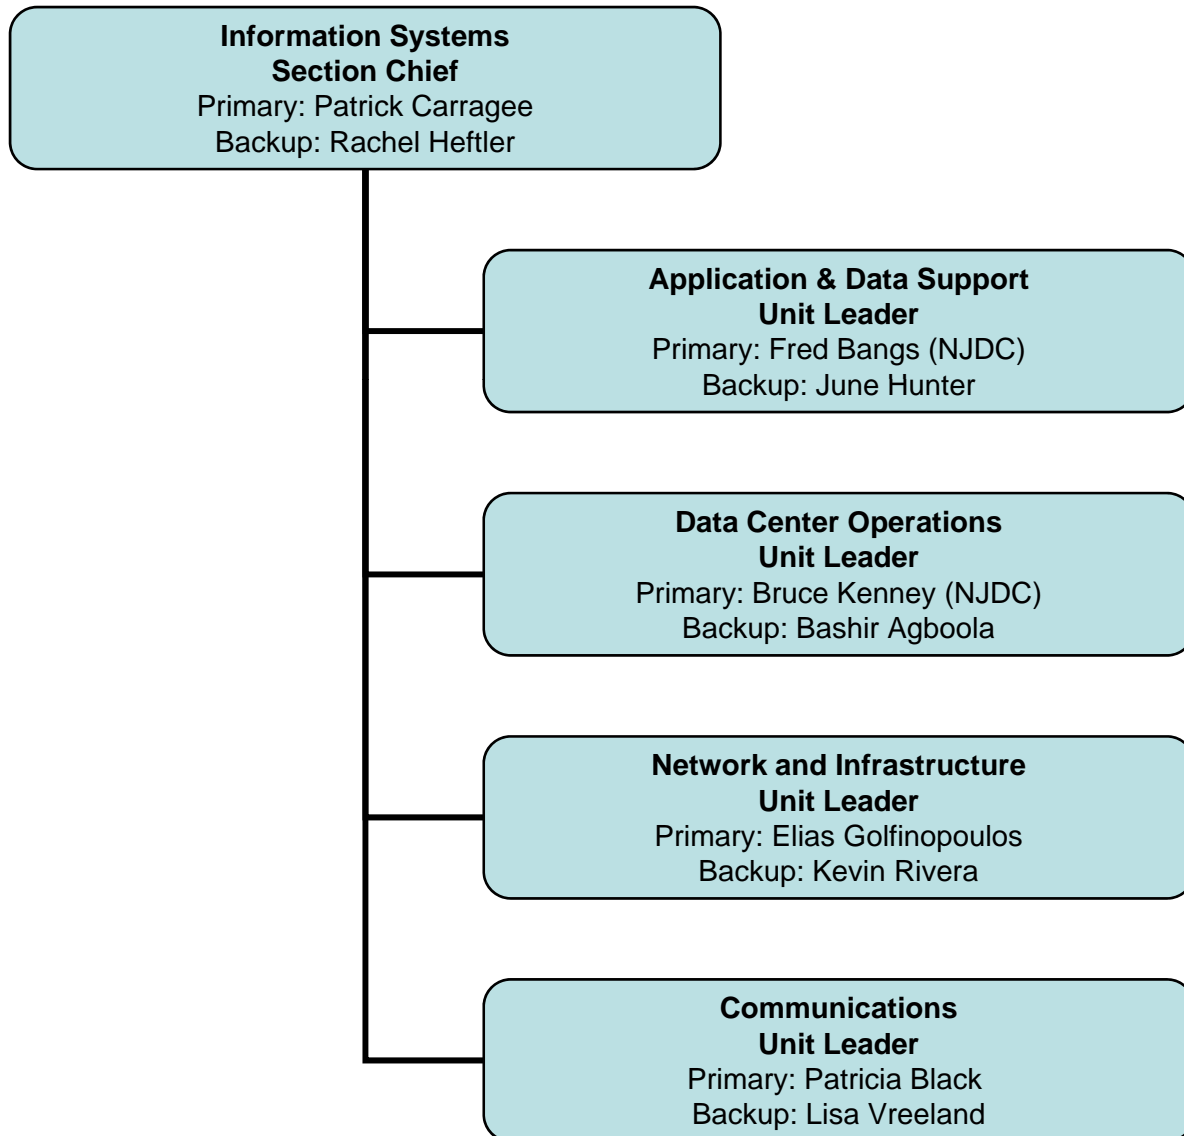 Information Systems
Section Chief
Primary: Patrick Carragee
Backup: Rachel Heftler
Application & Data Support
Unit Leader
Primary: Fred Bangs (NJDC)
Backup: June Hunter
Data Center Operations
Unit Leader
Primary: Bruce Kenney (NJDC)
Backup: Bashir Agboola
Network and Infrastructure
Unit Leader
Primary: Elias Golfinopoulos
Backup: Kevin Rivera
Communications
Unit Leader
Primary: Patricia Black
Backup: Lisa Vreeland